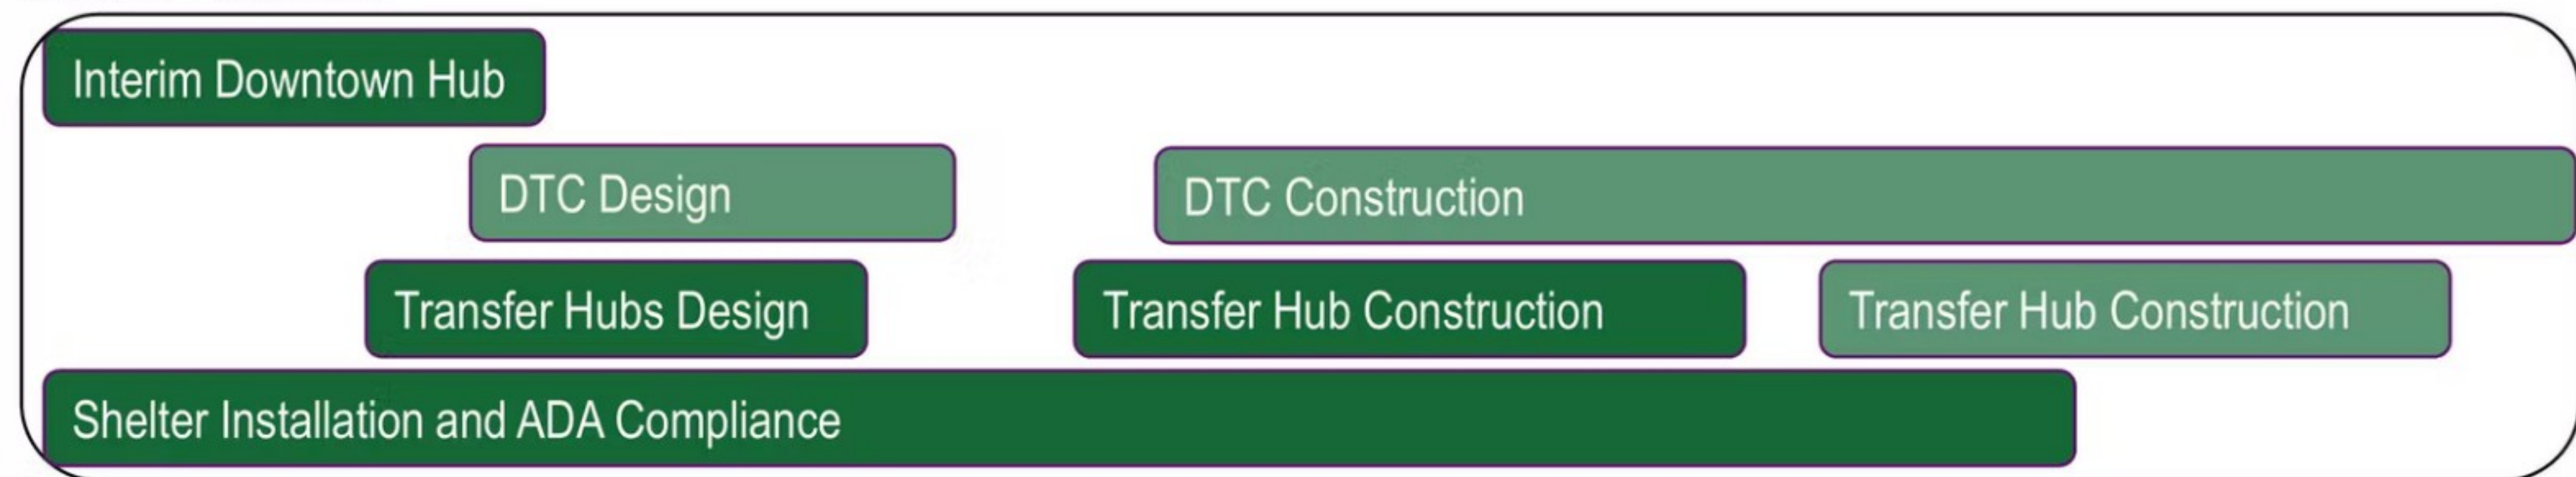 Interim Downtown Hub
DTC Design
DTC Construction
Transfer Hubs Design
Transfer Hub Construction
Transfer Hub Construction
Shelter Installation and ADA Compliance